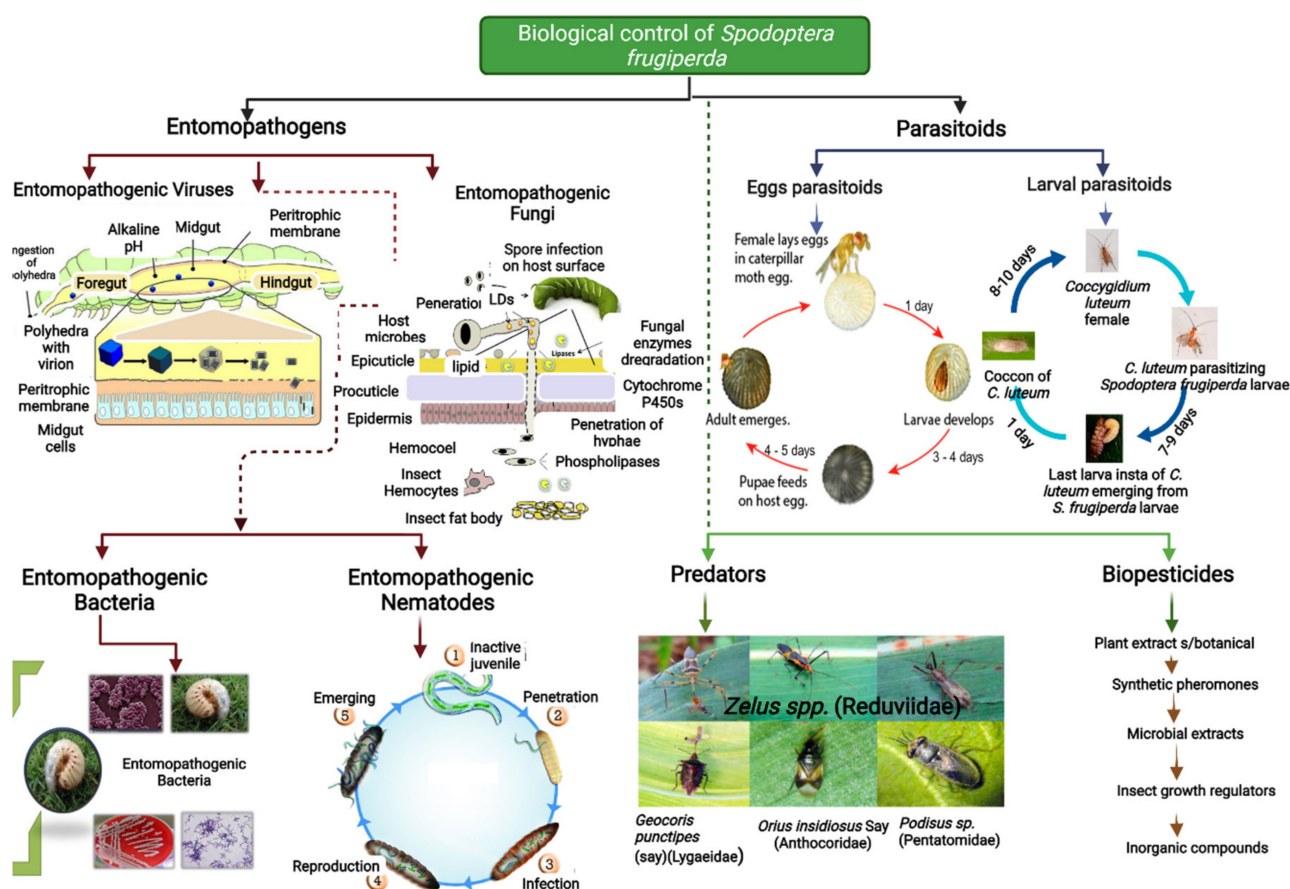 Biological control of Spodoptera
frugiperda
Entomopathogens
Parasitoids
Entomopathogenic Viruses
Alkaline
pH
Midgut
Peritrophic
membrane
ngestion of
polyhedra
Foregut
Hindgut
Polyhedra
with
virion
Peritrophic
membrane
Midgut
cells
Entomopathogenic
Fungi
Spore infection
on host surface
LDs
Peneration
Host
microbes
Epicuticle
lipid
Lipases
Fungal
enzymes
dregradation
Procuticle
Cytochrome
P450s
Epidermis
Penetration of
hyphae
Hemocoel
Phospholipases
Insect
Hemocytes
Insect fat body
Eggs parasitoids
Female lays eggs
in caterpillar
moth egg.
1 day
Larvae develops
3 - 4 days
Pupae feeds
on host egg.
4 - 5 days
Adult emerges.
Larval parasitoids
8-10 days
Coccygidium
luteum
female
C. luteum parasitizing
Spodoptera frugiperda larvae
7-9 days
Last larva insta of C.
luteum emerging from
S. frugiperda larvae
1 day
Coccon of
C. luteum
Entomopathogenic
Bacteria
Entomopathogenic
Bacteria
Entomopathogenic
Nematodes
1
Inactive
juvenile
Penetration
2
3
Infection
Reproduction
4
Emerging
5
Predators
Zelus spp. (Reduviidae)
Geocoris
punctipes
(say)(Lygaeidae)
Orius insidiosus Say
(Anthocoridae)
Podisus sp.
(Pentatomidae)
Biopesticides
Plant extract s/botanical
Synthetic pheromones
Microbial extracts
Insect growth regulators
Inorganic compounds